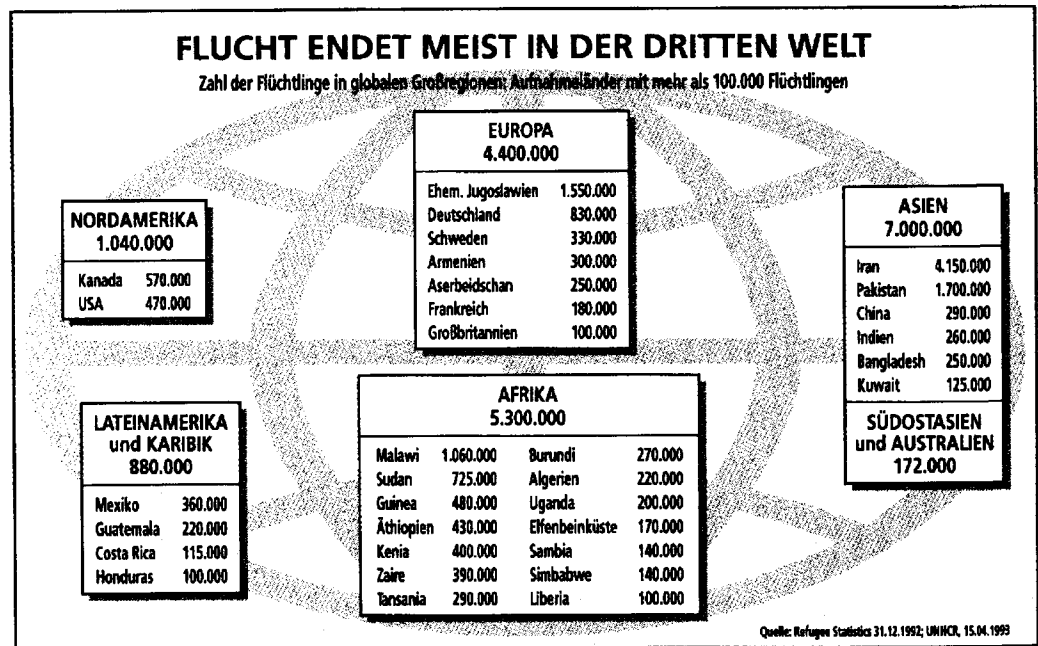 FLUCHT ENDET MEIST IN DER DRITTEN WELT
Zahl der Flüchtlinge in globalen Großregionen; Aufnahmeländer mit mehr als 100.000 Flüchtlingen
EUROPA
4.400.000
Ehem. Jugoslawien 1.550.000
Deutschland 830.000
Schweden 330.000
Armenien 300.000
Aserbeidschan 250.000
Frankreich 180.000
Großbritannien 100.000
NORDAMERIKA
1.040.000
Kanada 570.000
USA 470.000
ASIEN
7.000.000
Iran 4.150.000
Pakistan 1.700.000
China 290.000
Indien 260.000
Bangladesh 250.000
Kuwait 125.000
SÜDOSTASIEN
und AUSTRALIEN
172.000
LATEINAMERIKA
und KARIBIK
880.000
Mexiko 360.000
Guatemala 220.000
Costa Rica 115.000
Honduras 100.000
AFRIKA
5.300.000
Malawi 1.060.000 Burundi 270.000
Sudan 725.000 Algerien 220.000
Guinea 480.000 Uganda 200.000
Äthiopien 430.000 Elfenbeinküste 170.000
Kenia 400.000 Sambia 140.000
Zaire 390.000 Simbabwe 140.000
Tansania 290.000 Liberia 100.000
Quelle: Refugee Statistics 31.12.1992; UNHCR, 15.04.1993